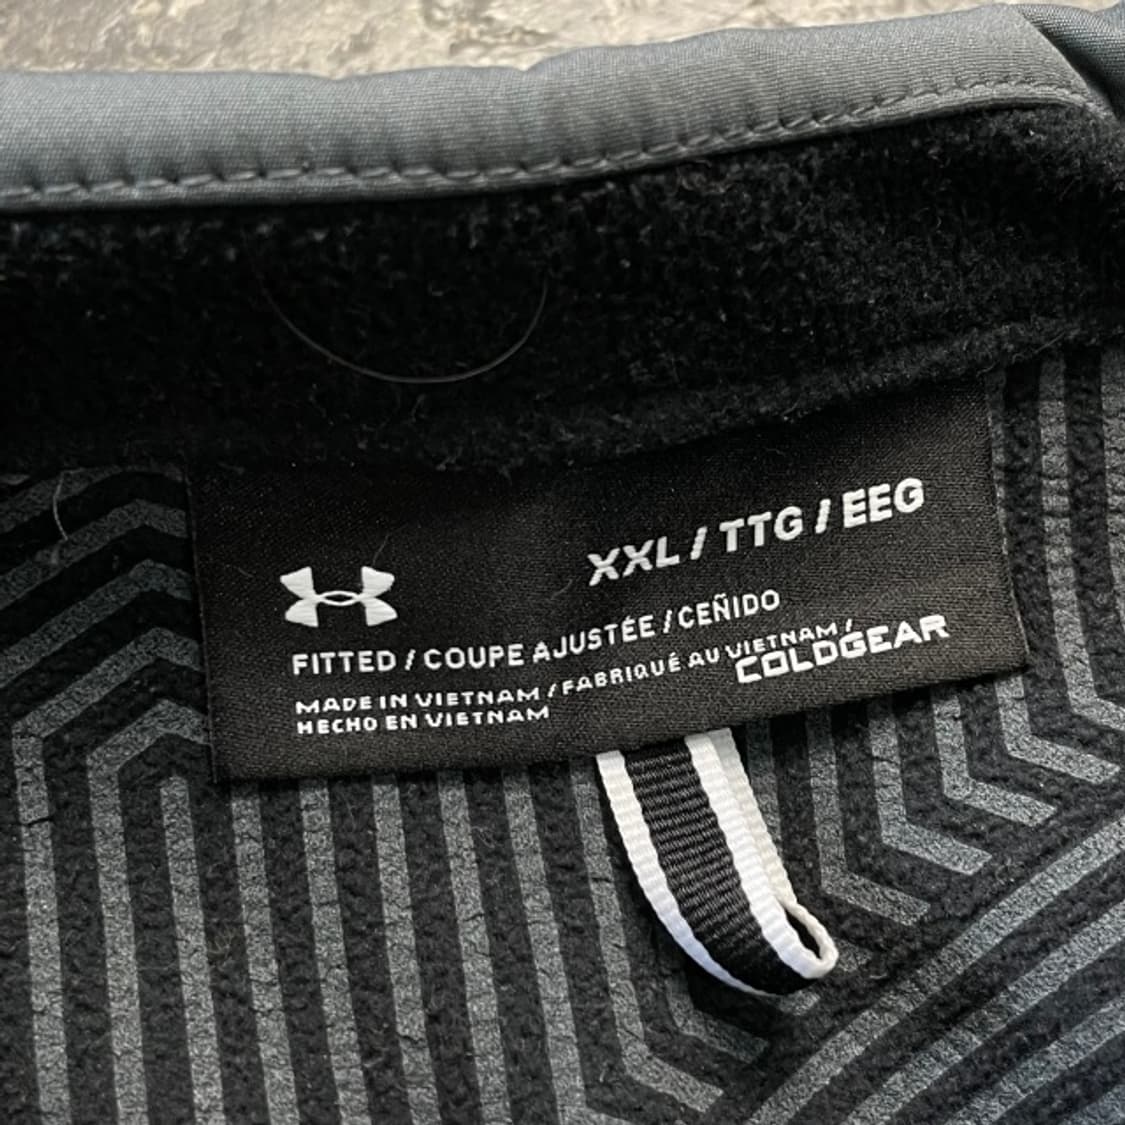 XXL / TTG / EEG
FITTED / COUPE AJUSTÉE / CEÑIDO
MADE IN VIETNAM / FABRIQUÉ AU VIETNAM /
HECHO EN VIETNAM
COLDGEAR